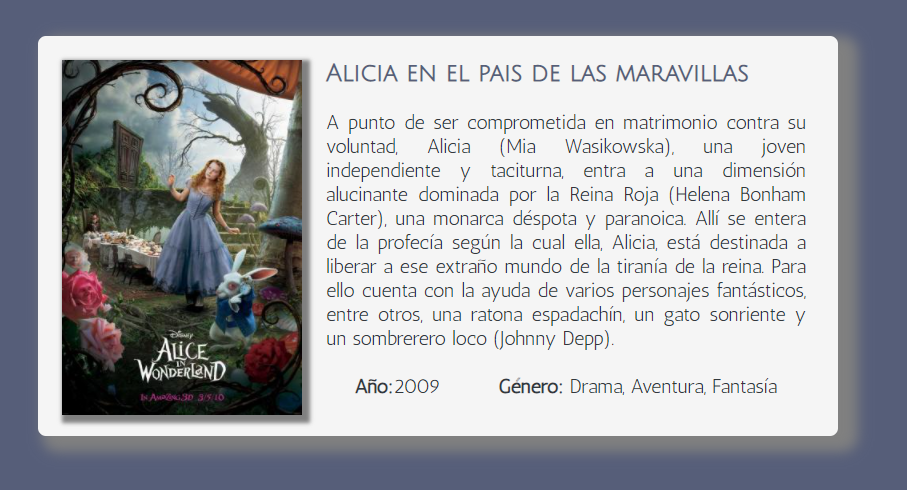 Alicia en el pais de las maravillas
A punto de ser comprometida en matrimonio contra su
voluntad, Alicia (Mia Wasikowska), una joven
independiente y taciturna, entra a una dimensión
alucinante dominada por la Reina Roja (Helena Bonham
Carter), una monarca déspota y paranoica. Allí se entera
de la profecía según la cual ella, Alicia, está destinada a
liberar a ese extraño mundo de la tiranía de la reina. Para
ello cuenta con la ayuda de varios personajes fantásticos,
entre otros, una ratona espadachín, un gato sonriente y
un sombrerero loco (Johnny Depp).
Año:2009 Género: Drama, Aventura, Fantasía
Disney
ALICE
IN
WONDERLAND
IN AMAZING 3D 3/5/10